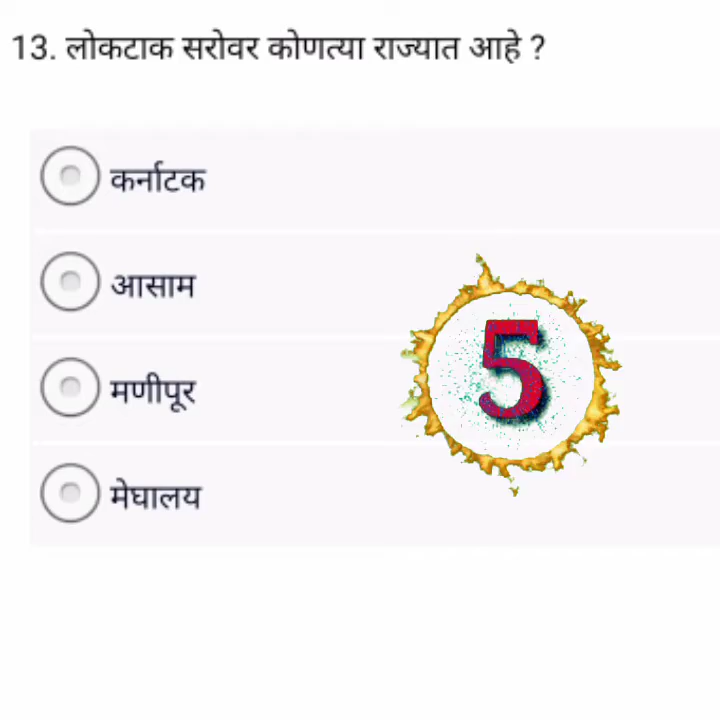 13. लोकटाक सरोवर कोणत्या राज्यात आहे ?
कर्नाटक
आसाम
मणीपूर
मेघालय
5